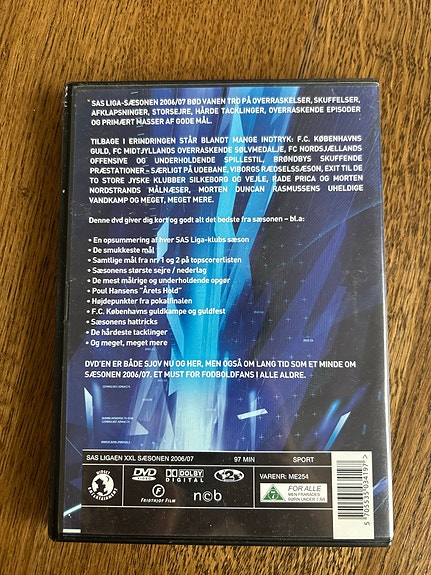 SAS LIGA-SÆSONEN 2006/07 BØD VANEN TRO PÅ OVERRASKELSER, SKUFFELSER,
AFKLAPSNINGER, STORSEJRE, HÅRDE TACKLINGER, OVERRASKENDE EPISODER
OG PRIMÆRT MASSER AF GODE MÅL.
TILBAGE I ERINDRINGEN STÅR BLANDT MANGE INDTRYK: F.C. KØBENHAVNS
GULD, FC MIDTJYLLANDS OVERRASKENDE SØLVMEDALJE, FC NORDSJÆLLANDS
OFFENSIVE OG UNDERHOLDENDE SPILLESTIL, BRØNDBYS SKUFFENDE
PRÆSTATIONER – SÆRLIGT PÅ UDEBANE, VIBORGS RÆDSELSSÆSON, EXIT TIL DE
TO STORE JYSKE KLUBBER SILKEBORG OG VEJLE, RADE PRICA OG MORTEN
NORDSTRANDS MÅLNÆSER, MORTEN DUNCAN RASMUSSENS UHELDIGE
VANDKAMP OG MEGET, MEGET MERE.
Denne dvd giver dig kort og godt alt det bedste fra sæsonen – bl.a:
• En opsummering af hver SAS Liga-klubs sæson
• De smukkeste mål
• Samtlige mål fra nr. 1 og 2 på topscorerlisten
• Sæsonens største sejre / nederlag
• De mest målrige og underholdende opgør
• Poul Hansens "Årets Hold"
• Højdepunkter fra pokalfinalen
• F.C. Københavns guldkampe og guldfest
• Sæsonens hattricks
• De hårdeste tacklinger
• Og meget, meget mere
DVD'EN ER BÅDE SJOV NU OG HER, MEN OGSÅ OM LANG TID SOM ET MINDE OM
SÆSONEN 2006/07. ET MUST FOR FODBOLDFANS I ALLE ALDRE.
SAS LIGAEN XXL SÆSONEN 2006/07 97 MIN SPORT
DVD
VIDEO
DOLBY
DIGITAL
2
VARENR: ME254
FRIDTHJOF FILM
ncb
7
FOR ALLE
MEN FRARÅDES
BØRN UNDER 7 ÅR
5 705535 034197 >